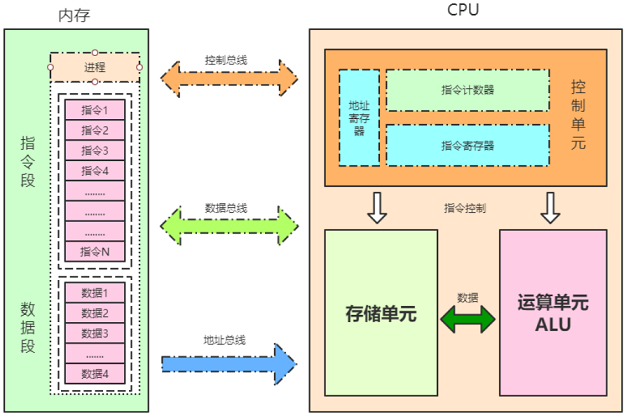 内存
CPU
进程
指令段
指令1
指令2
指令3
指令4
........
........
........
指令N
数据段
数据1
数据2
数据3
.......
数据4
控制总线
数据总线
地址总线
地址
寄存
器
指令计数器
指令寄存器
控制单元
指令控制
存储单元
数据
运算单元
ALU